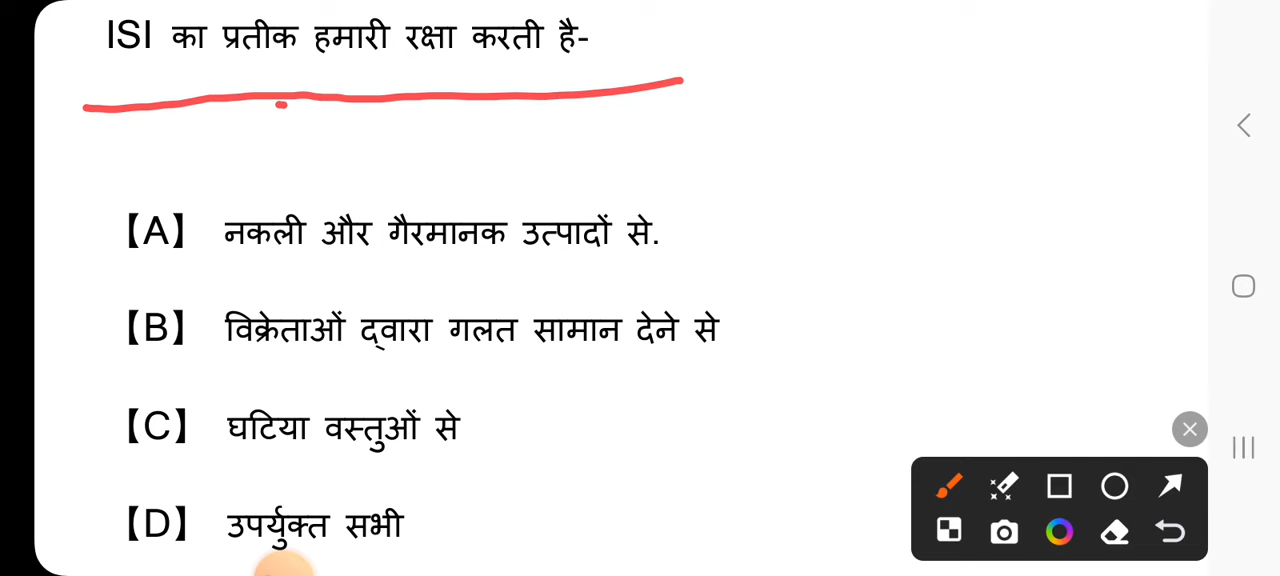 ISI का प्रतीक हमारी रक्षा करती है-
【A】 नकली और गैरमानक उत्पादों से.
【B】 विक्रेताओं द्वारा गलत सामान देने से
【C】 घटिया वस्तुओं से
【D】 उपर्युक्त सभी